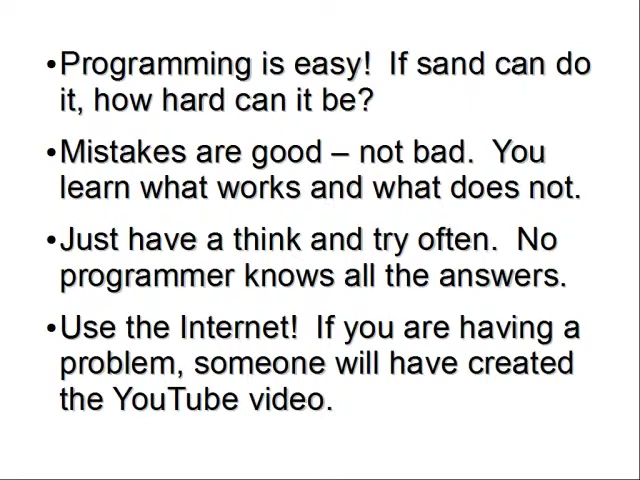 •Programming is easy!  If sand can do
it, how hard can it be?
•Mistakes are good – not bad.  You
learn what works and what does not.
•Just have a think and try often.  No
programmer knows all the answers.
•Use the Internet!  If you are having a
problem, someone will have created
the YouTube video.